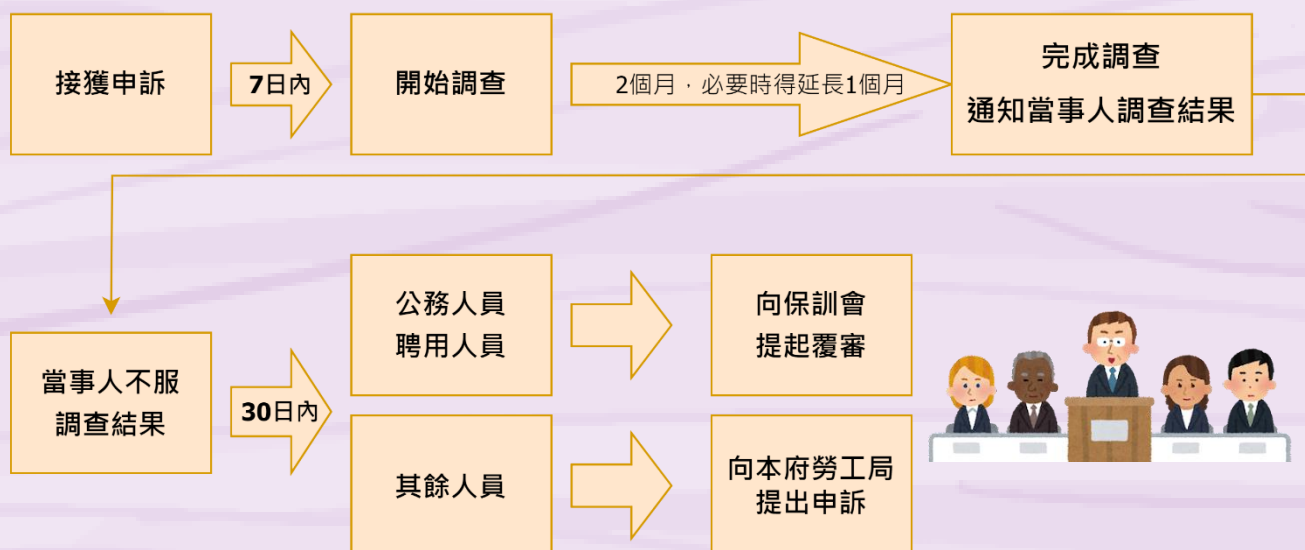 接獲申訴
7日內
開始調查
2個月，必要時得延長1個月
完成調查
通知當事人調查結果
當事人不服
調查結果
30日內
公務人員
聘用人員
向保訓會
提起覆審
其餘人員
向本府勞工局
提出申訴